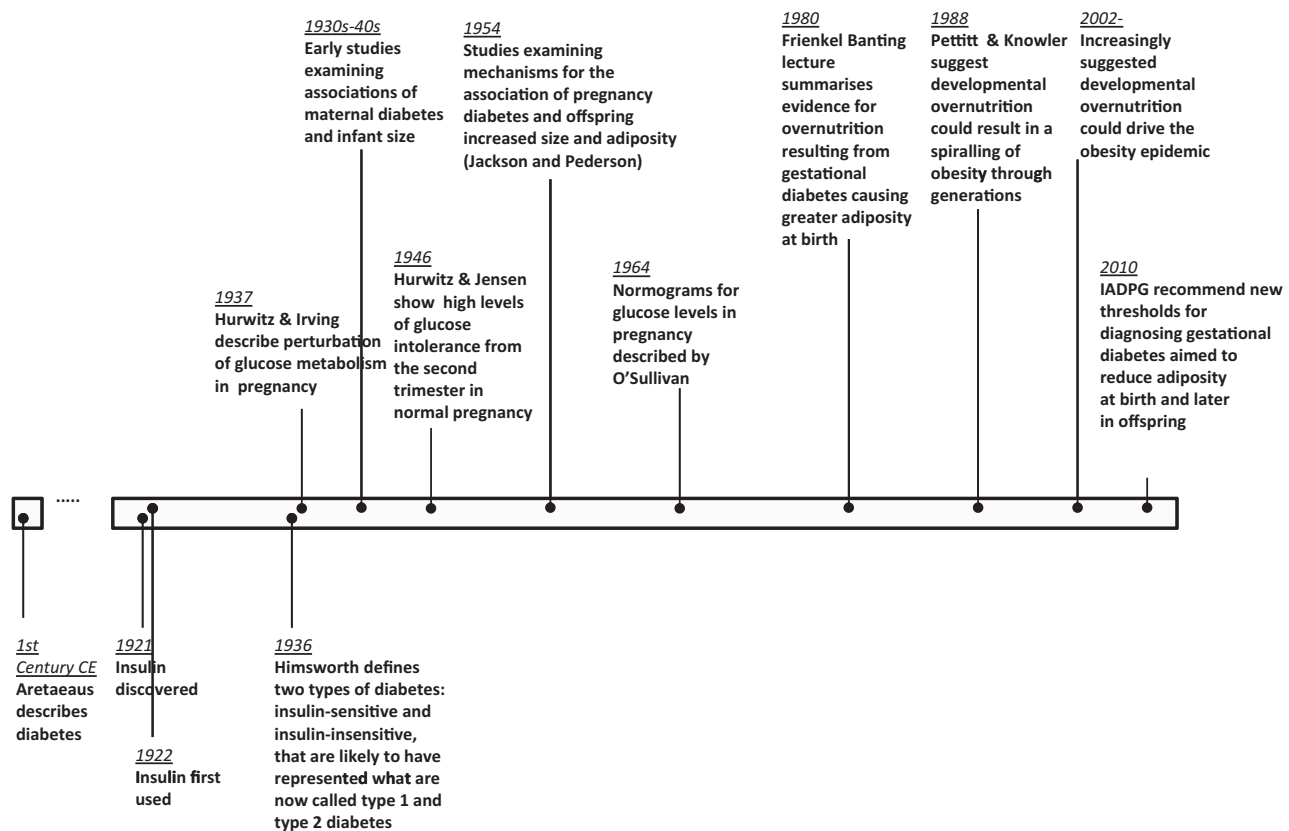 1930s-40s
Early studies
examining
associations of
maternal diabetes
and infant size
1954
Studies examining
mechanisms for the
association of pregnancy
diabetes and offspring
increased size and adiposity
(Jackson and Pederson)
1980
Frienkel Banting
lecture
summarises
evidence for
overnutrition
resulting from
gestational
diabetes causing
greater adiposity
at birth
1988
Pettitt & Knowler
suggest
developmental
overnutrition
could result in a
spiralling of
obesity through
generations
2002-
Increasingly
suggested
developmental
overnutrition
could drive the
obesity epidemic
1937
Hurwitz & Irving
describe perturbation
of glucose metabolism
in pregnancy
1946
Hurwitz & Jensen
show high levels
of glucose
intolerance from
the second
trimester in
normal pregnancy
1964
Normograms for
glucose levels in
pregnancy
described by
O'Sullivan
2010
IADPG recommend new
thresholds for
diagnosing gestational
diabetes aimed to
reduce adiposity
at birth and later
in offspring
.....
1st
Century CE
Aretaeaus
describes
diabetes
1921
Insulin
discovered
1922
Insulin first
used
1936
Himsworth defines
two types of diabetes:
insulin-sensitive and
insulin-insensitive,
that are likely to have
represented what are
now called type 1 and
type 2 diabetes